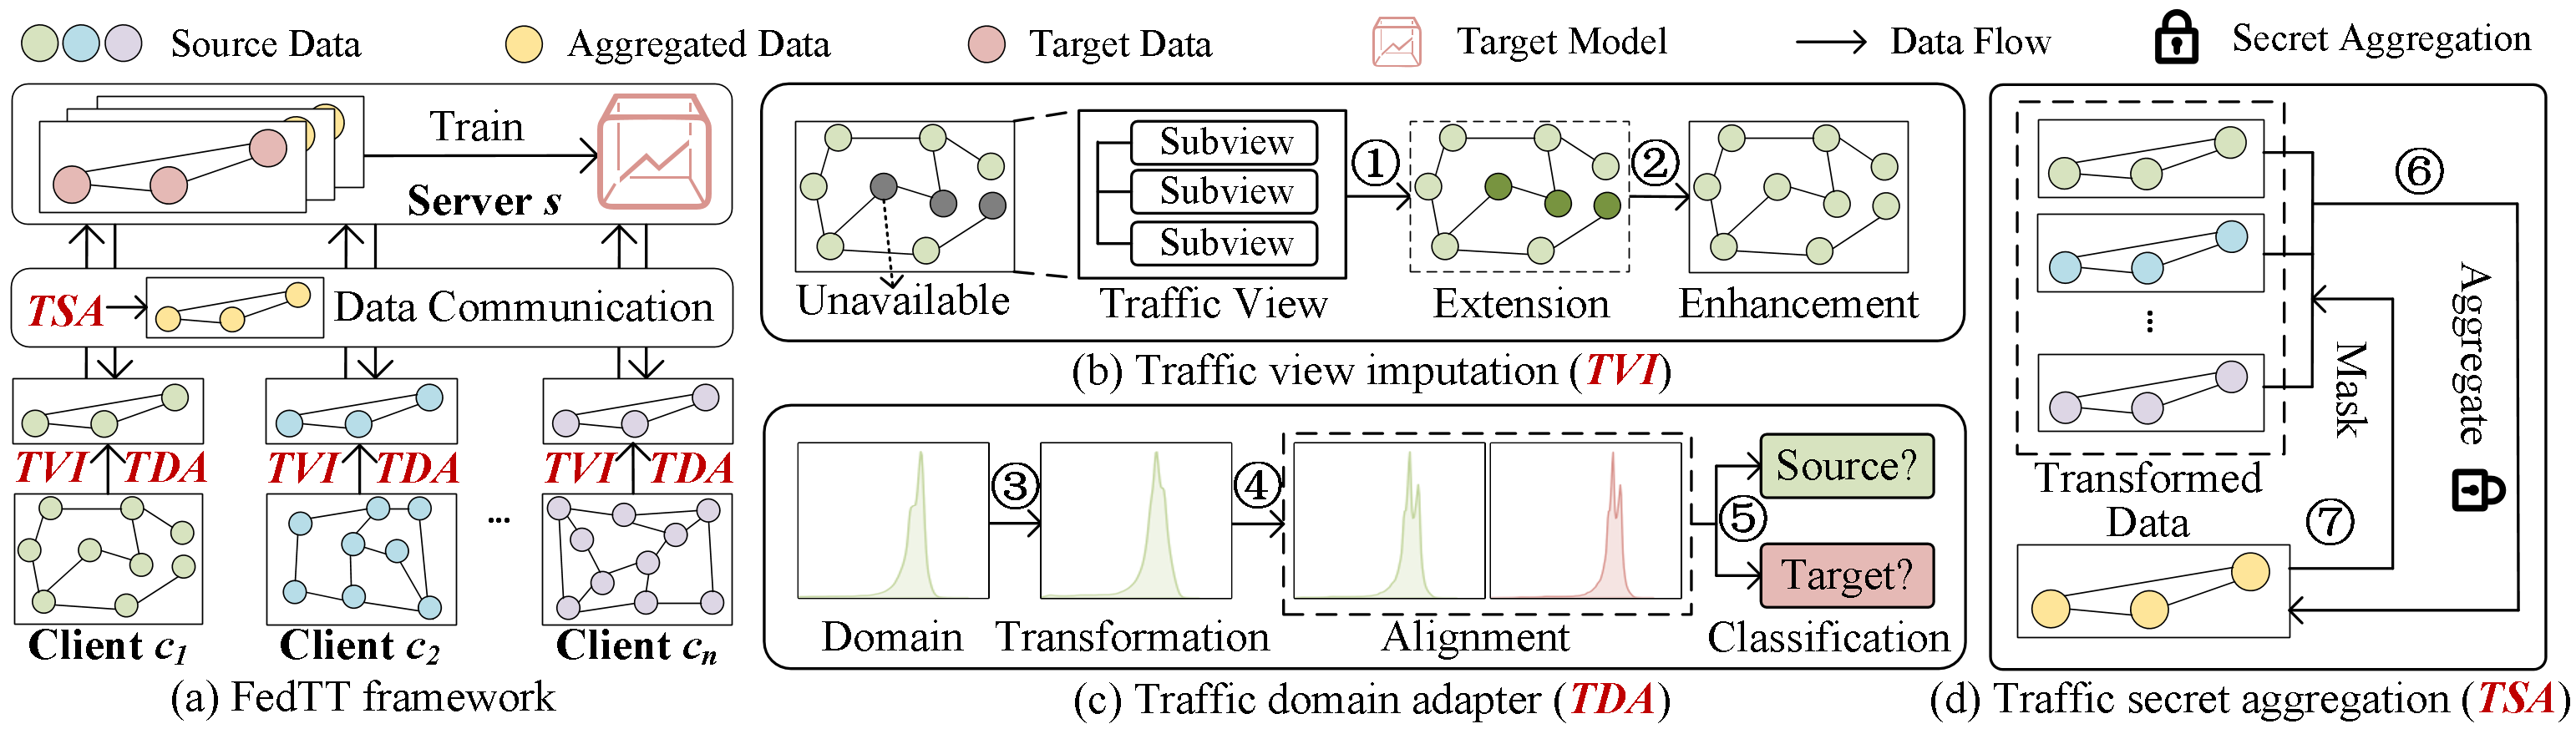 Source Data
Aggregated Data
Target Data
Target Model
Data Flow
Secret Aggregation
Train
Server s
TSA
Data Communication
TVI TDA
TVI TDA
TVI TDA
...
Client c1
Client c2
Client cn
(a) FedTT framework
Subview
Subview
Subview
①
②
Unavailable
Traffic View
Extension
Enhancement
(b) Traffic view imputation (TVI)
③
④
⑤
Source?
Target?
Domain
Transformation
Alignment
Classification
(c) Traffic domain adapter (TDA)
...
Transformed
Data
⑥
Aggregate
Mask
⑦
(d) Traffic secret aggregation (TSA)